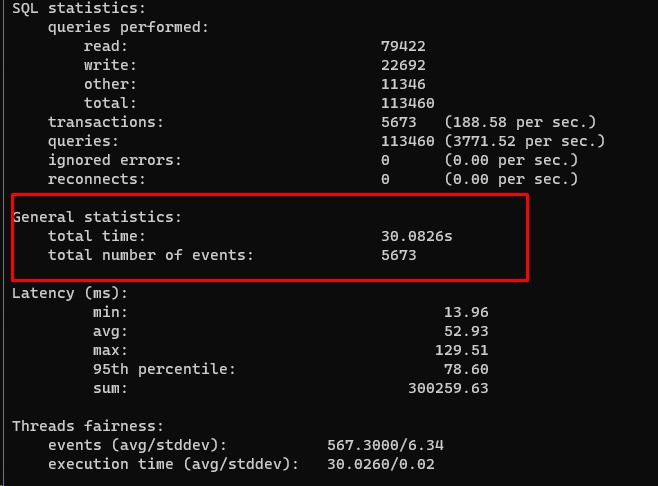 SQL statistics:
queries performed:
read: 79422
write: 22692
other: 11346
total: 113460
transactions: 5673 (188.58 per sec.)
queries: 113460 (3771.52 per sec.)
ignored errors: 0 (0.00 per sec.)
reconnects: 0 (0.00 per sec.)
General statistics:
total time: 30.0826s
total number of events: 5673
Latency (ms):
min: 13.96
avg: 52.93
max: 129.51
95th percentile: 78.60
sum: 300259.63
Threads fairness:
events (avg/stddev): 567.3000/6.34
execution time (avg/stddev): 30.0260/0.02